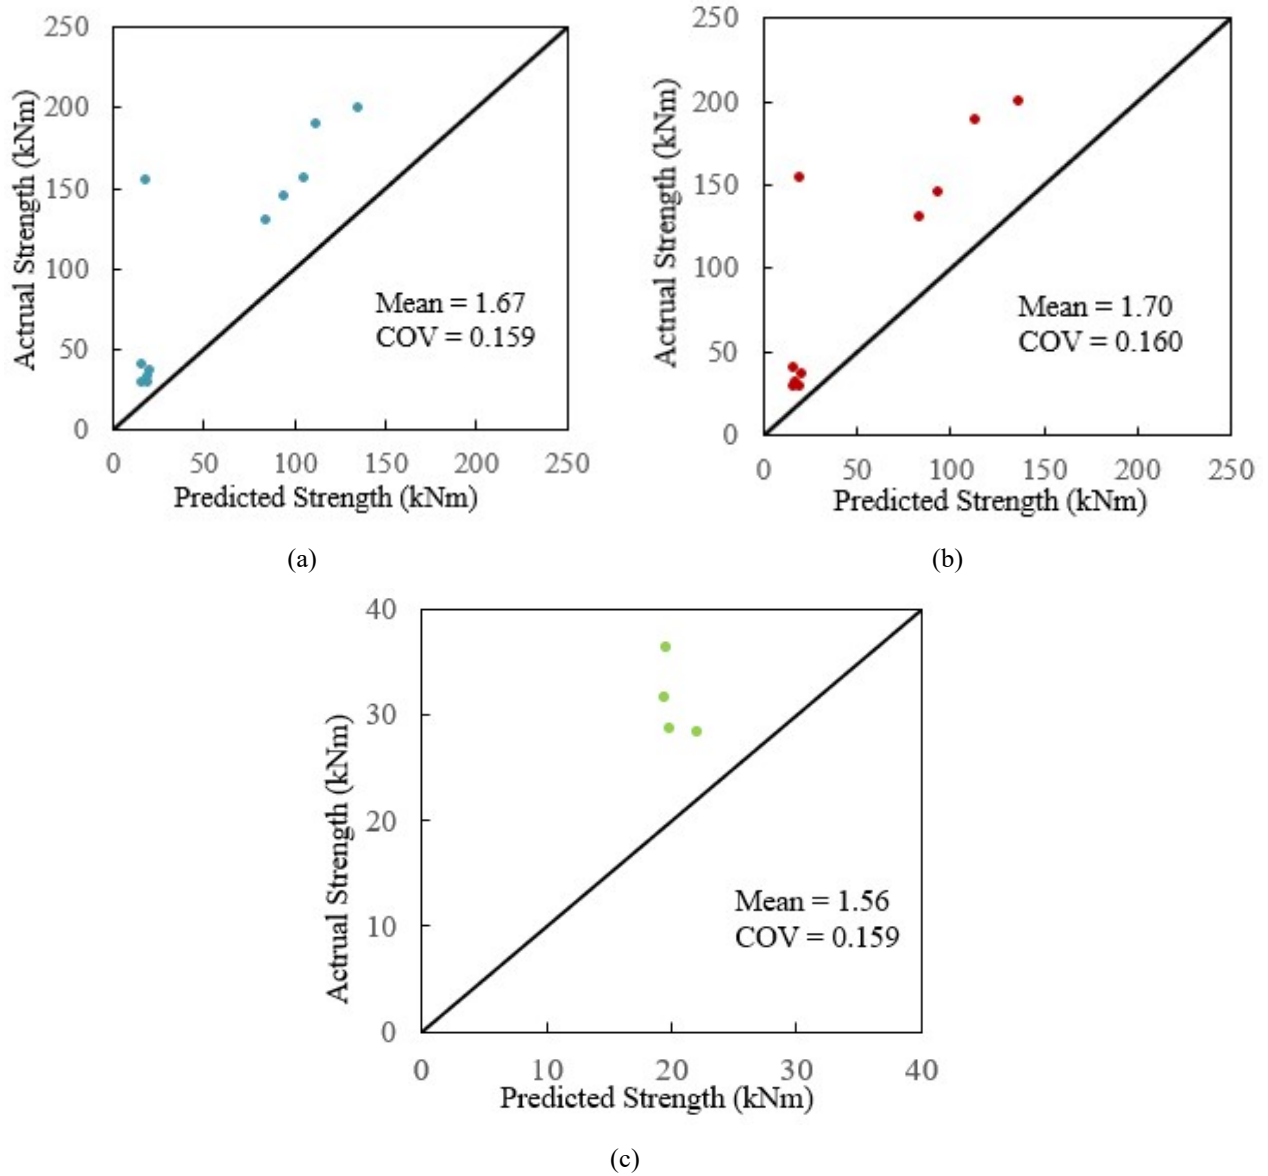 250
200
150
100
50
0
Actrual Strength (kNm)
Mean = 1.67
COV = 0.159
0 50 100 150 200 250
Predicted Strength (kNm)
(a)
250
200
150
100
50
0
Actrual Strength (kNm)
Mean = 1.70
COV = 0.160
0 50 100 150 200 250
Predicted Strength (kNm)
(b)
40
30
20
10
0
Actrual Strength (kNm)
Mean = 1.56
COV = 0.159
0 10 20 30 40
Predicted Strength (kNm)
(c)